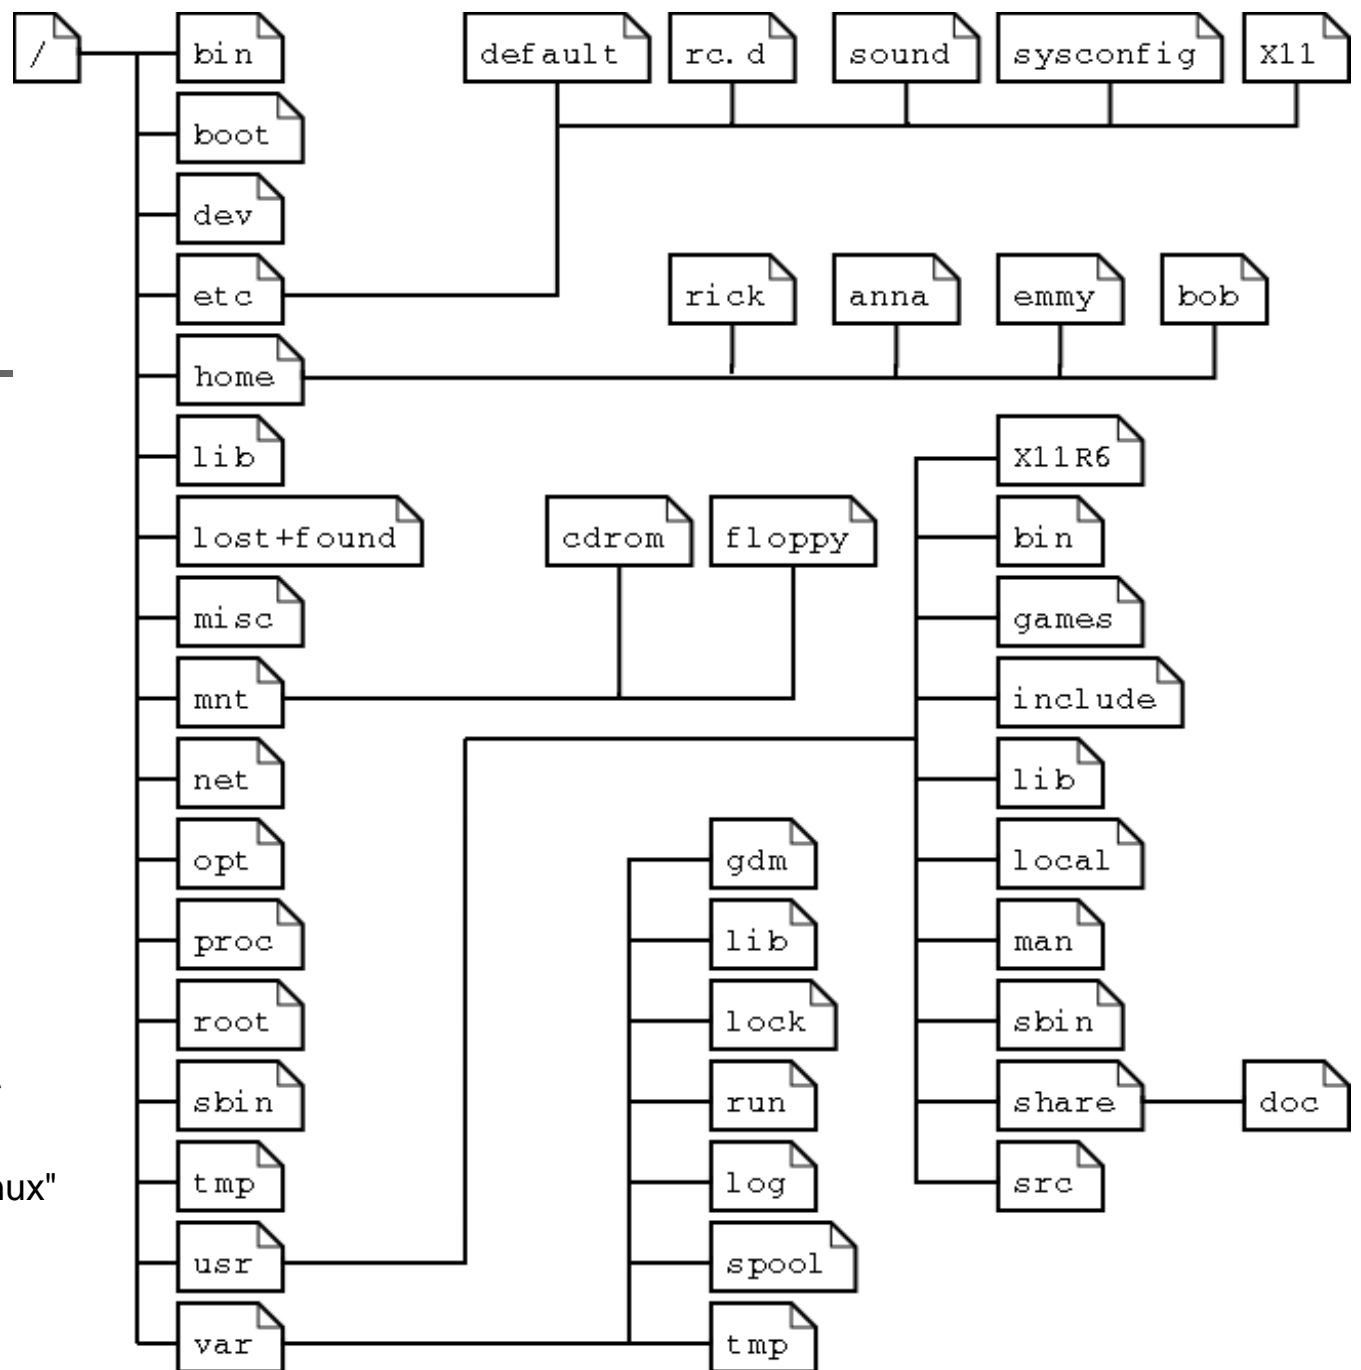 /
bin
default
rc.d
sound
sysconfig
X11
boot
dev
etc
rick
anna
emmy
bob
home
lib
X11R6
lost+found
cdrom
floppy
bin
misc
games
mnt
include
net
lib
opt
gdm
local
proc
lib
man
root
lock
sbin
sbin
run
share
doc
tmp
log
src
usr
spool
var
tmp